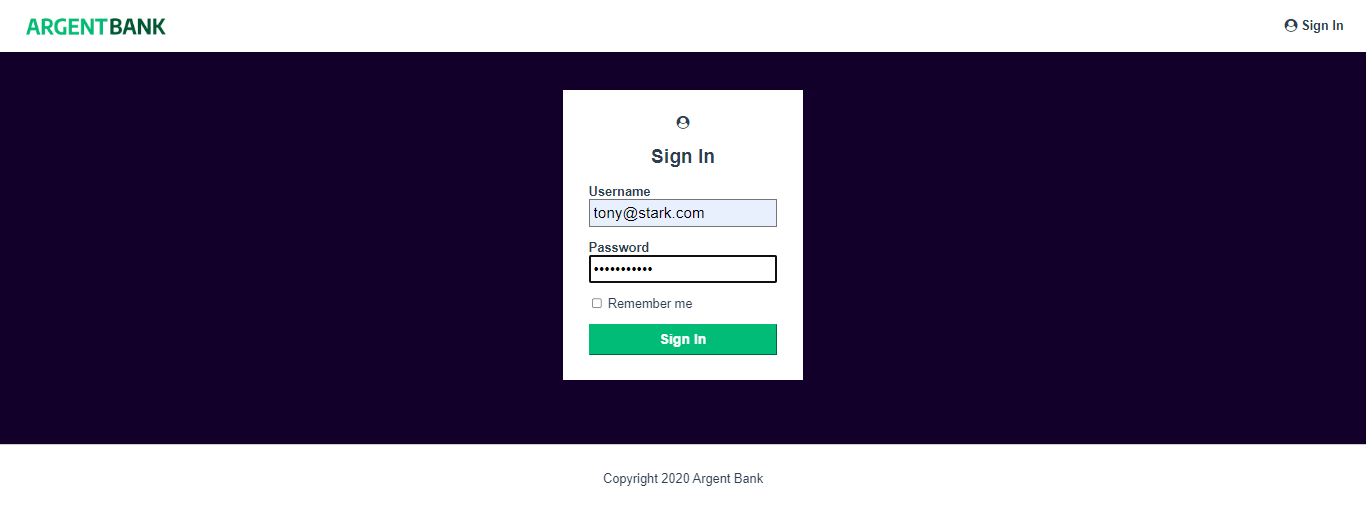 ARGENTBANK
Sign In
Sign In
Username
tony@stark.com
Password
•••••••••••
Remember me
Sign In
Copyright 2020 Argent Bank